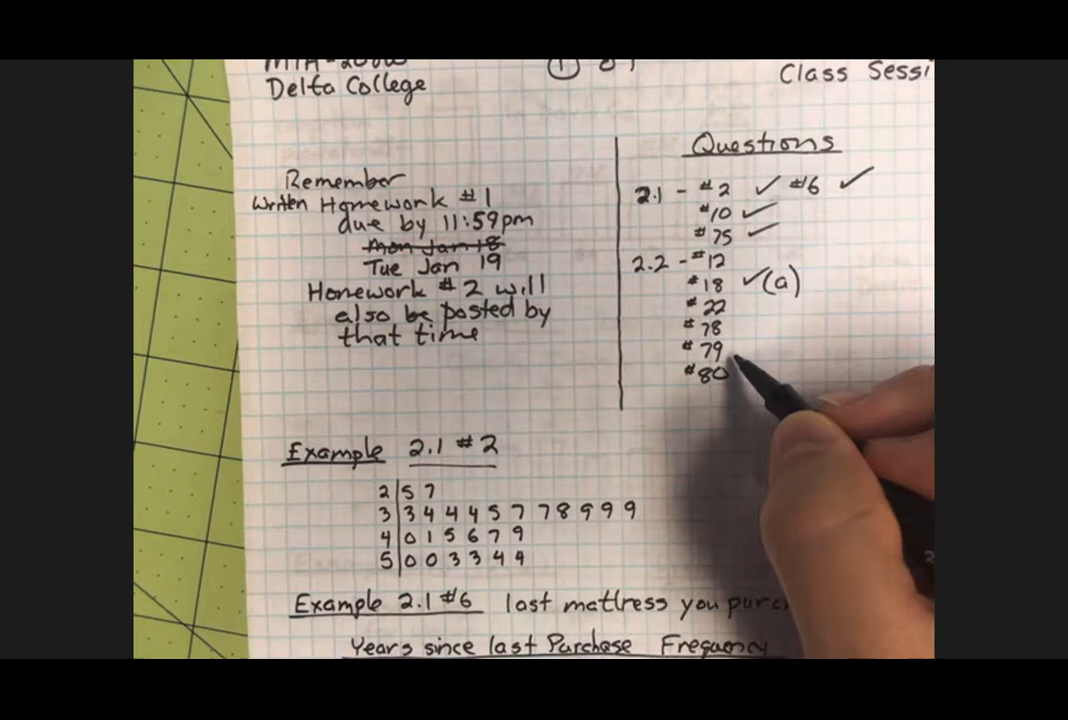 Delta College
Class Sessi
Remember
Written Homework #1
due by 11:59pm
Mon Jan 18
Tue Jan 19
Homework #2 will
also be posted by
that time
Questions
2.1 - #2 ✓ #6 ✓
#10 ✓
#75 ✓
2.2 - #12
#18 ✓(a)
#22
#78
#79
#80
Example 2.1 #2
2 | 5 7
3 | 3 4 4 4 5 7 7 8 9 9 9
4 | 0 1 5 6 7 9
5 | 0 0 3 3 4 4
Example 2.1 #6 last mattress you purc
Years since last Purchase Frequency